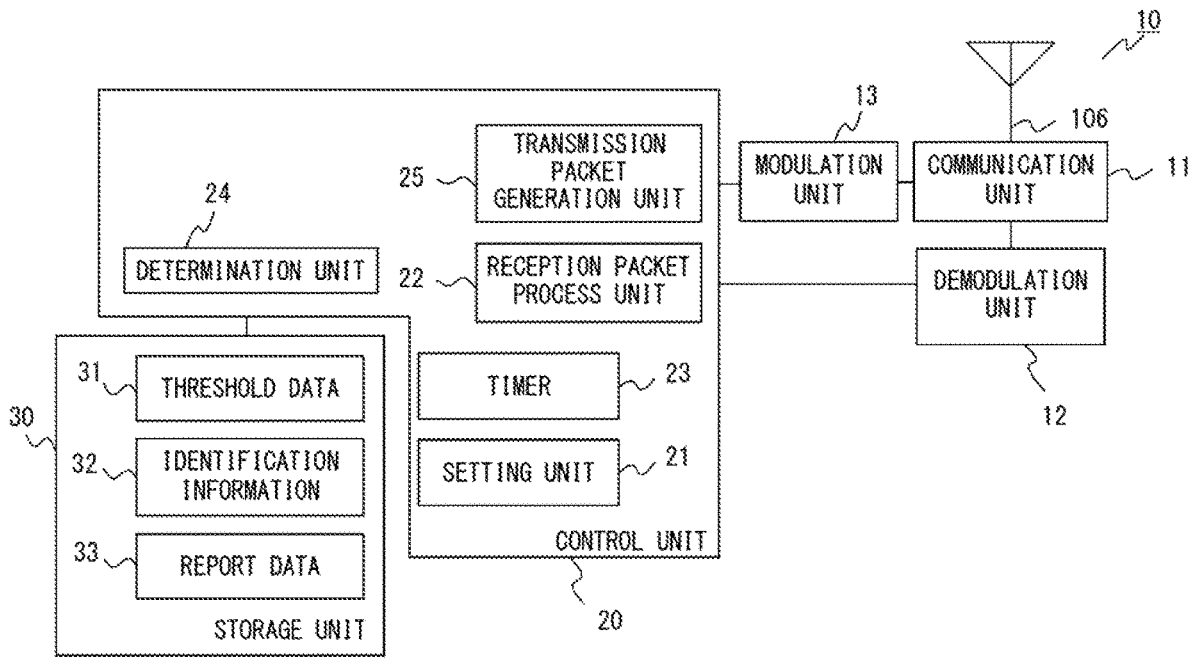 10
13
106
TRANSMISSION
PACKET
GENERATION UNIT
25
MODULATION
UNIT
COMMUNICATION
UNIT
11
24
DETERMINATION UNIT
22
RECEPTION PACKET
PROCESS UNIT
DEMODULATION
UNIT
12
31
THRESHOLD DATA
TIMER
23
30
32
IDENTIFICATION
INFORMATION
SETTING UNIT
21
33
REPORT DATA
CONTROL UNIT
20
STORAGE UNIT